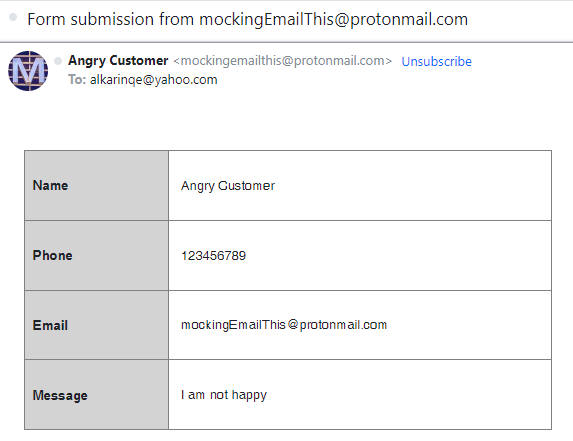 Form submission from mockingEmailThis@protonmail.com
M
Angry Customer <mockingemailthis@protonmail.com> Unsubscribe
To: alkarinqe@yahoo.com
Name Angry Customer
Phone 123456789
Email mockingEmailThis@protonmail.com
Message I am not happy